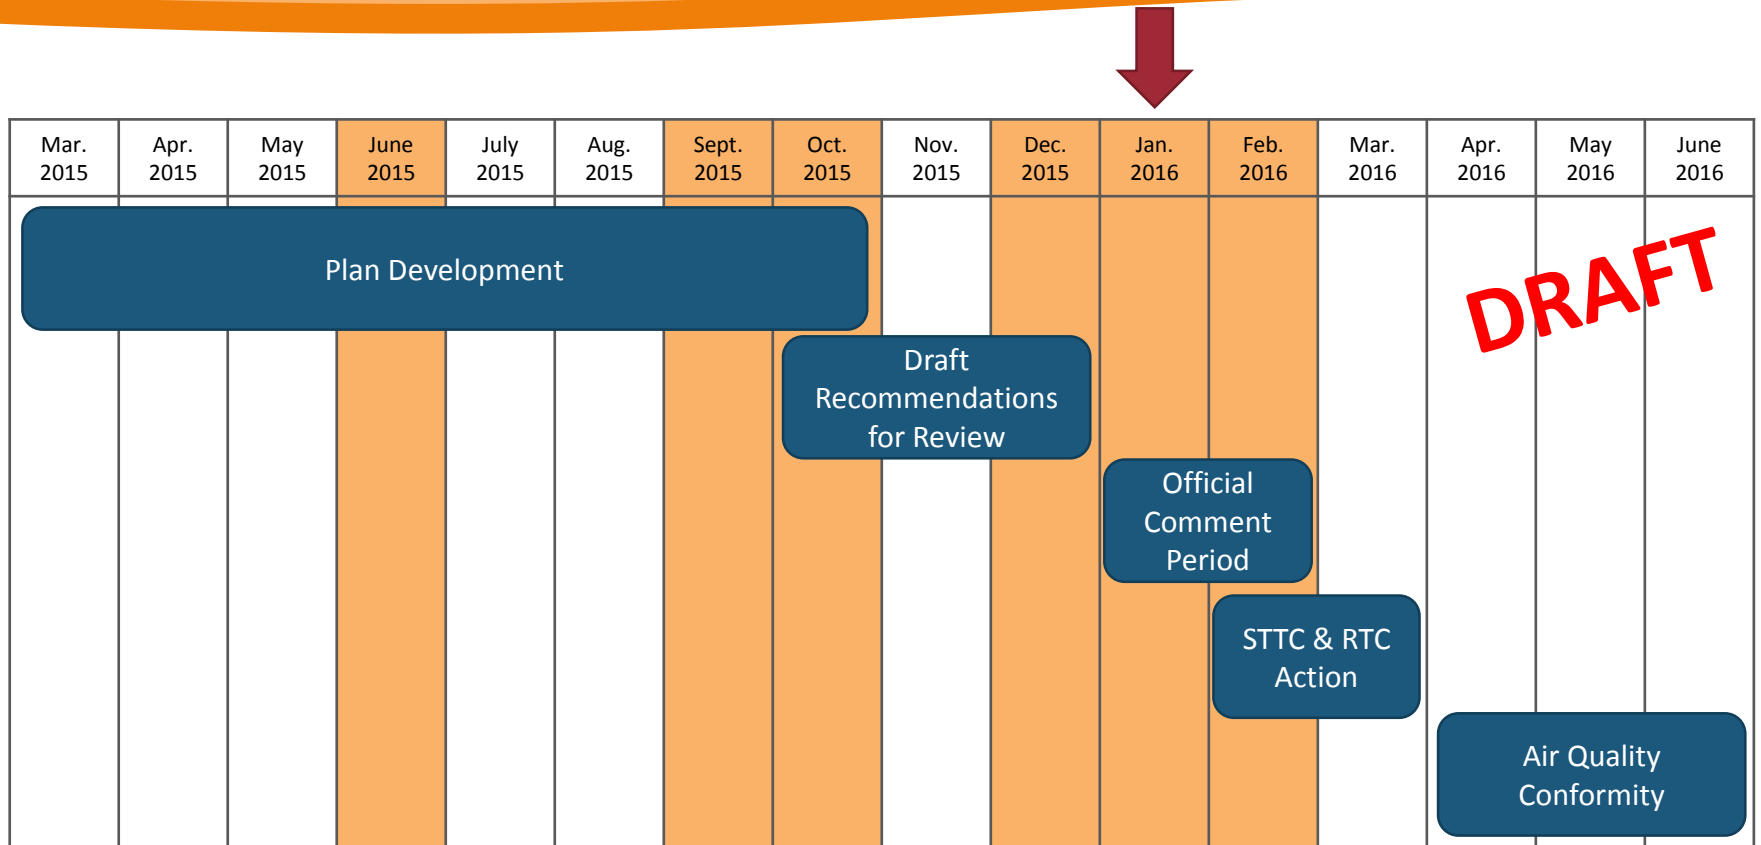 Mar. Apr. May June July Aug. Sept. Oct. Nov. Dec. Jan. Feb. Mar. Apr. May June
2015 2015 2015 2015 2015 2015 2015 2015 2015 2015 2016 2016 2016 2016 2016 2016
Plan Development
DRAFT
Draft
Recommendations
for Review
Official
Comment
Period
STTC & RTC
Action
Air Quality
Conformity